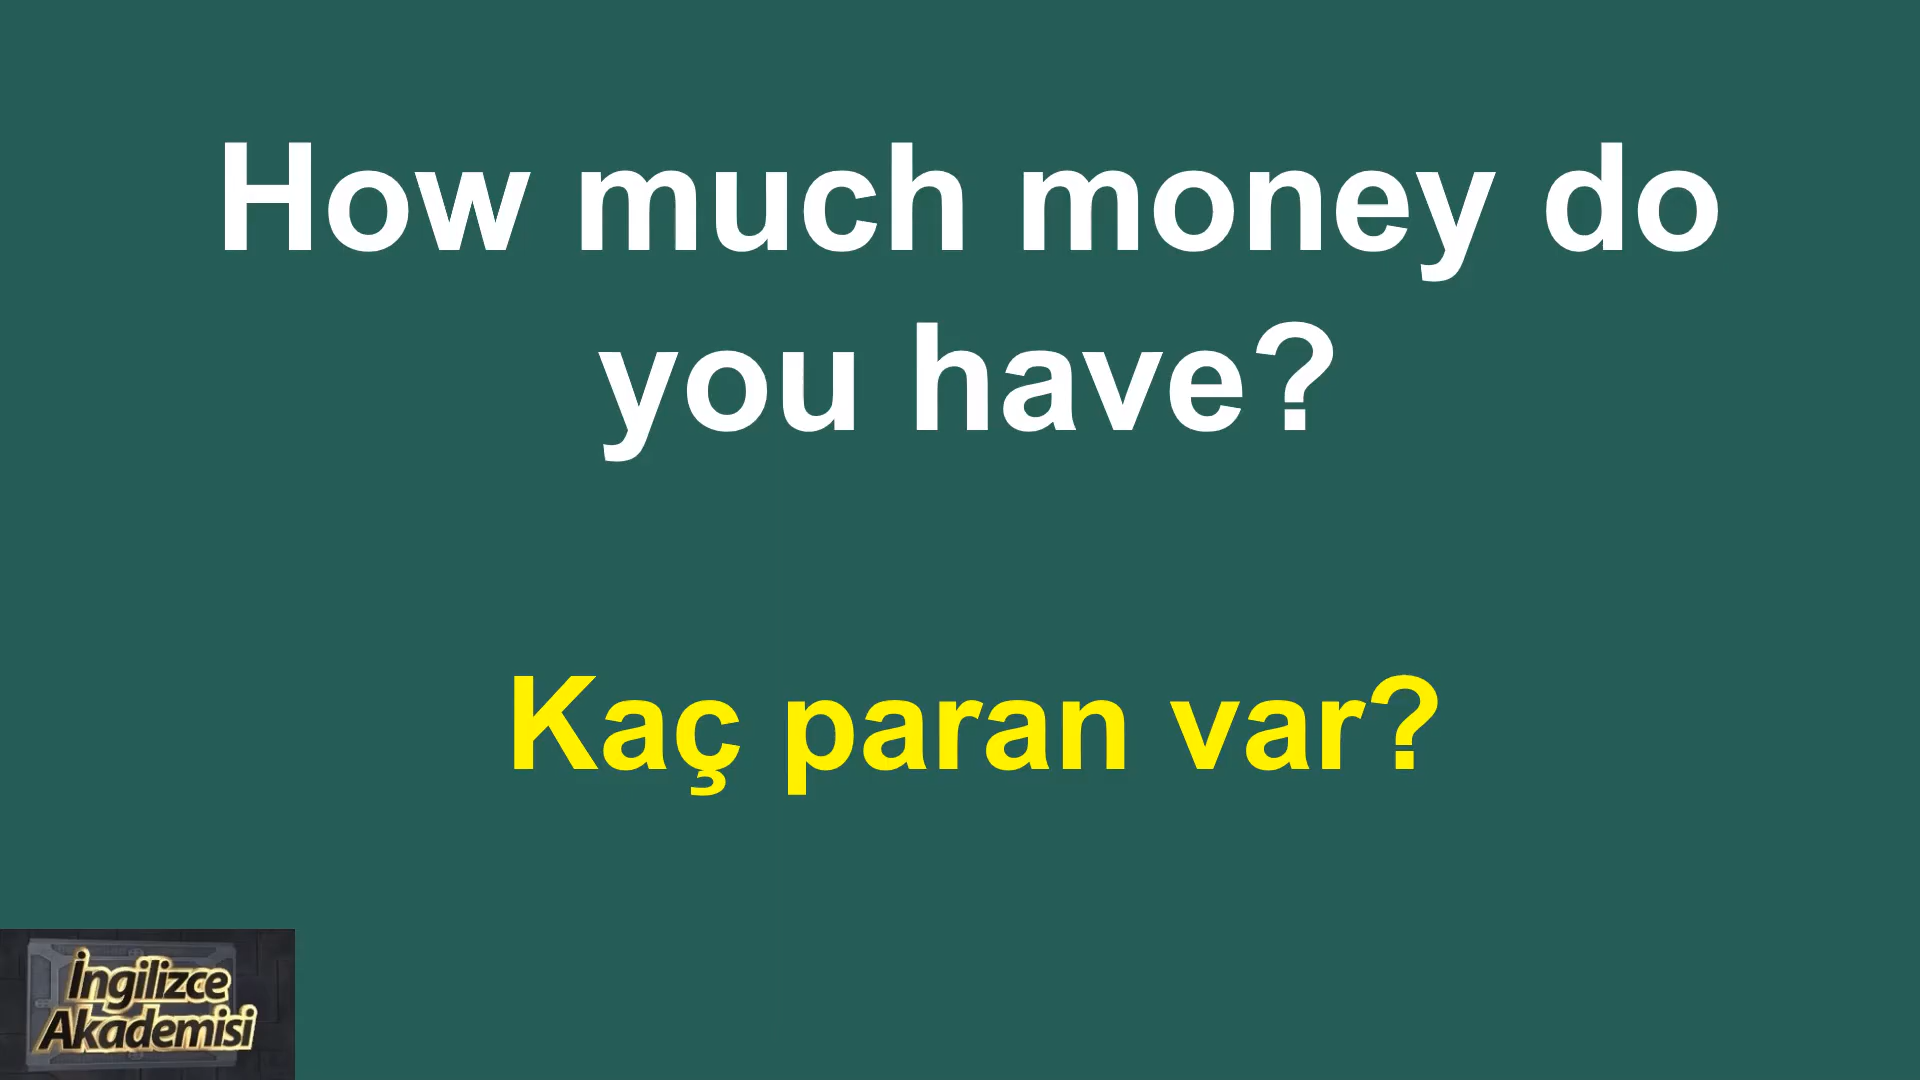 How much money do
you have?
Kaç paran var?
İngilizce
Akademisi